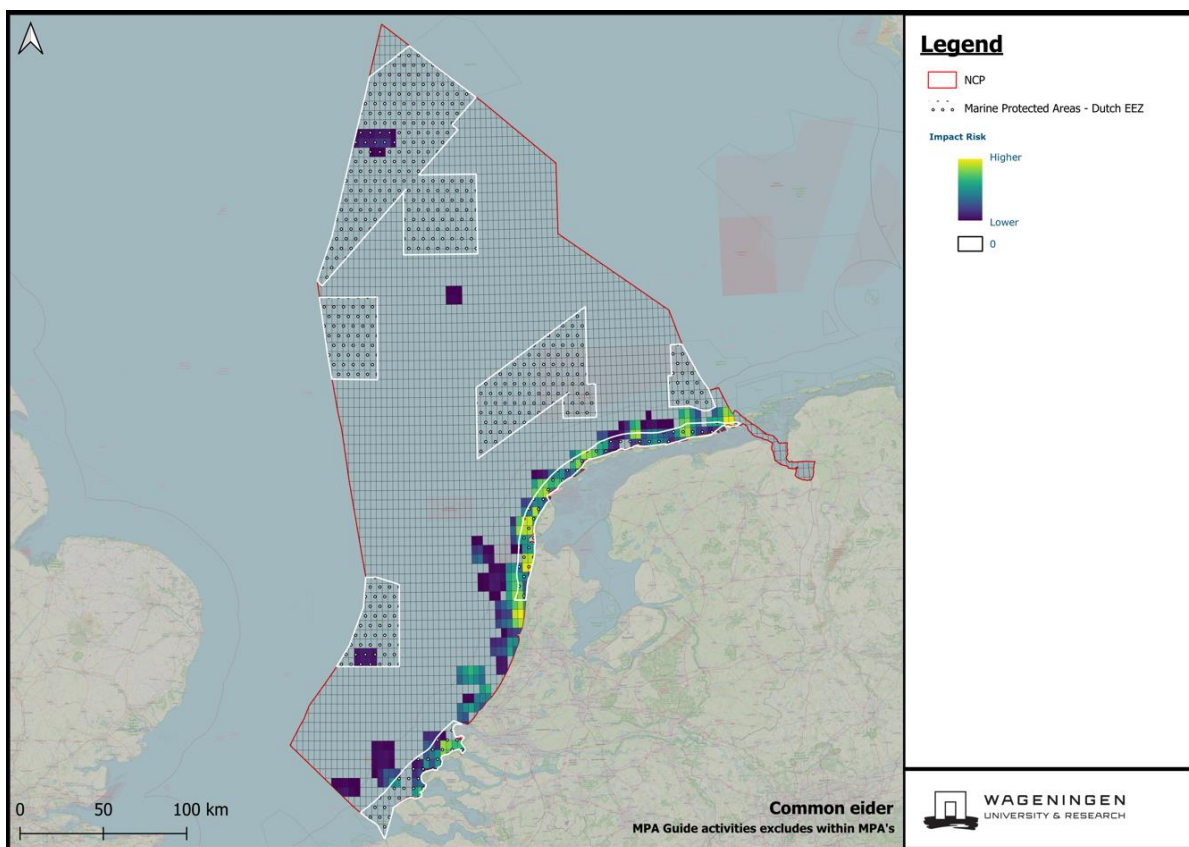 Legend
NCP
Marine Protected Areas - Dutch EEZ
Impact Risk
Higher
Lower
0
0 50 100 km
Common eider
MPA Guide activities excludes within MPA's
WAGENINGEN
UNIVERSITY & RESEARCH